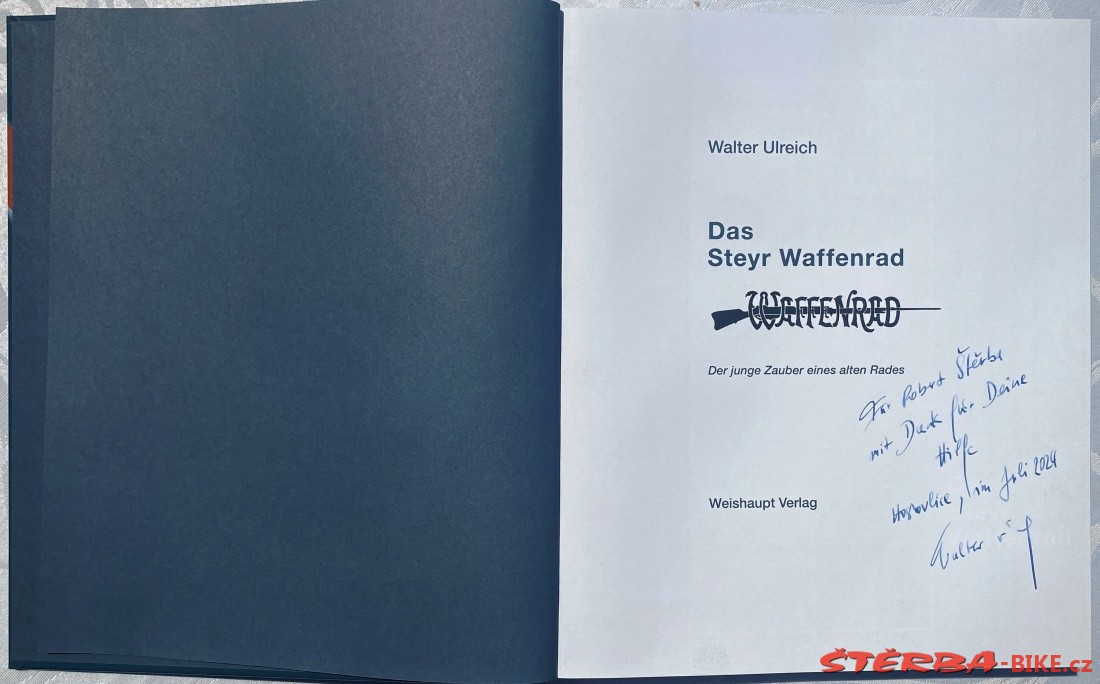 Walter Ulreich
Das
Steyr Waffenrad
WAFFENRAD
Der junge Zauber eines alten Rades
Für Robert Štěrba
mit Dank für Deine
Hilfe
im Juli 2024
Walter
Weishaupt Verlag
ŠTĚRBA-BIKE.cz